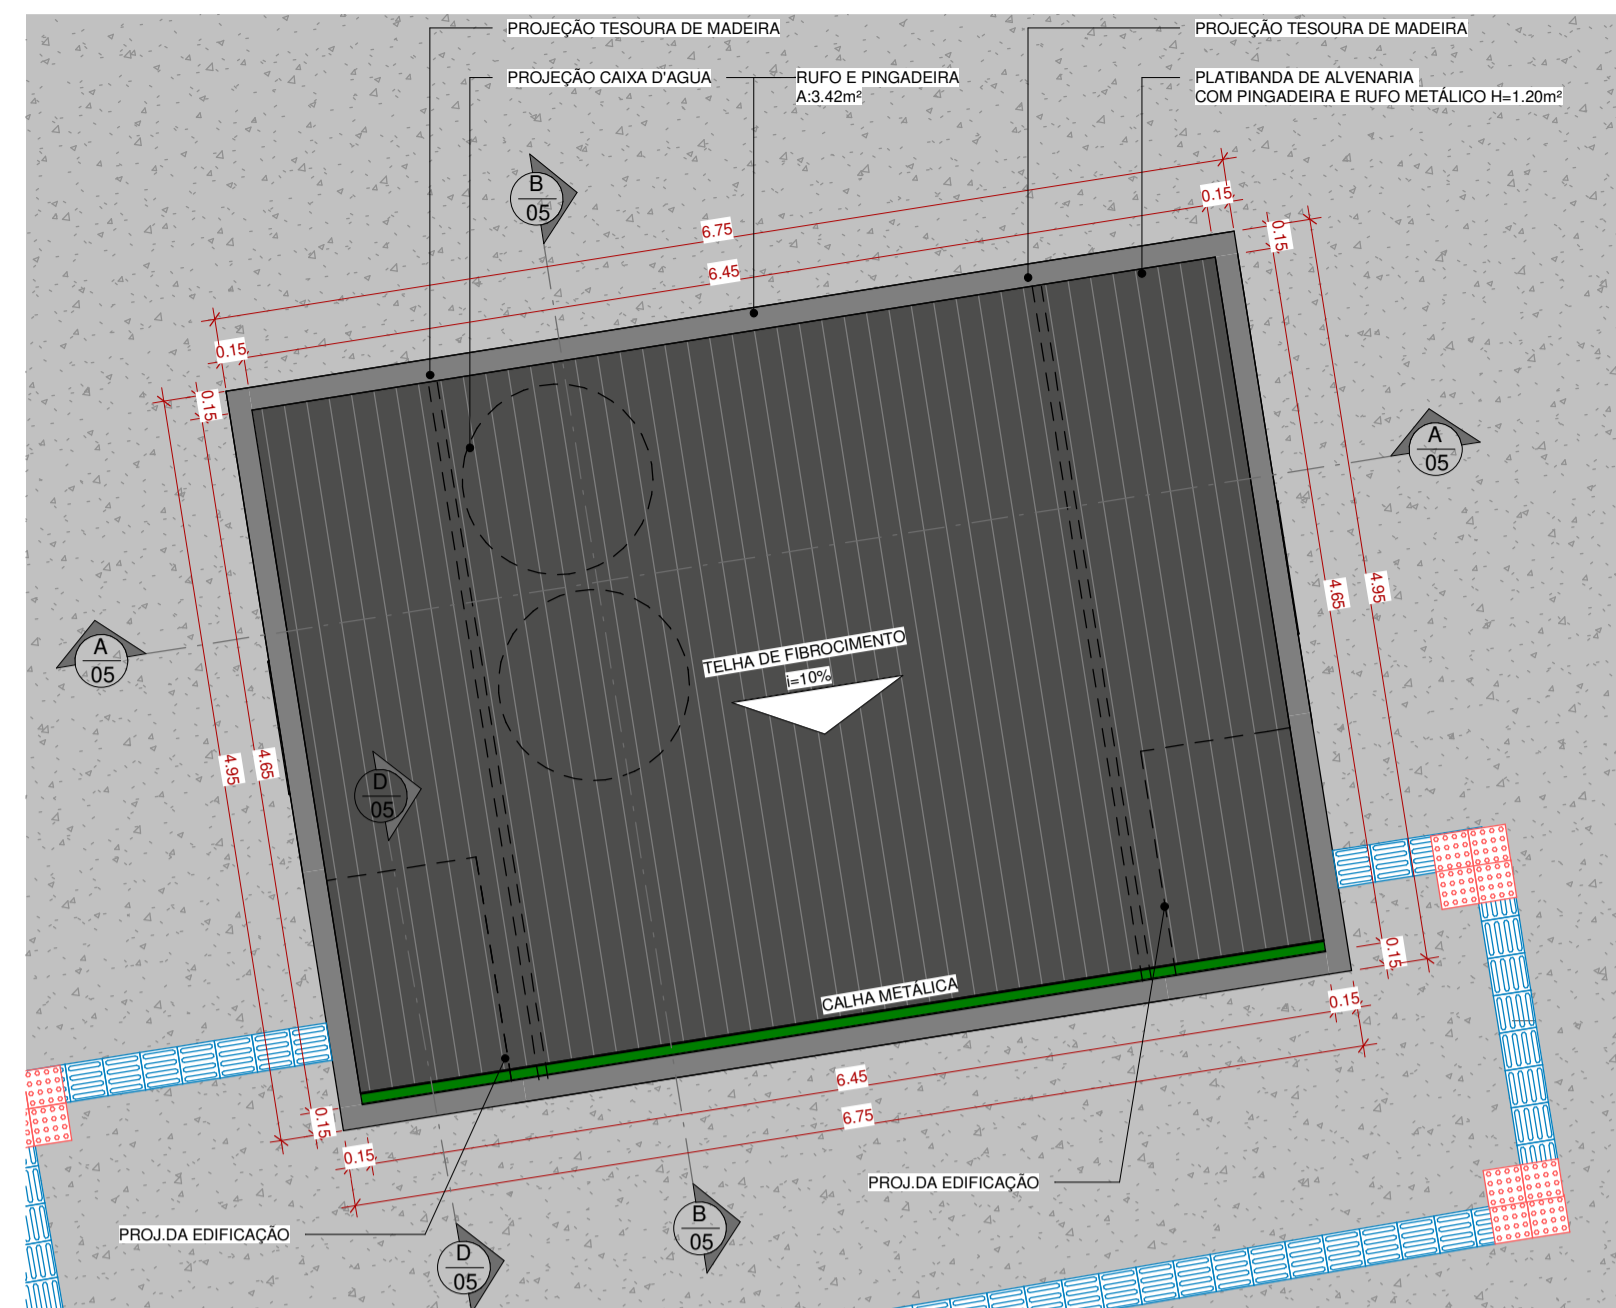 PROJEÇÃO TESOURA DE MADEIRA
PROJEÇÃO TESOURA DE MADEIRA
PROJEÇÃO CAIXA D'AGUA
RUFO E PINGADEIRA
A:3.42m²
PLATIBANDA DE ALVENARIA
COM PINGADEIRA E RUFO METÁLICO H=1.20m²
B
05
0.15
6.75
0.15
6.45
0.15
0.15
A
05
4.65
4.95
A
05
TELHA DE FIBROCIMENTO
i=10%
4.95
4.65
D
05
0.15
CALHA METÁLICA
0.15
6.45
6.75
0.15
0.15
PROJ.DA EDIFICAÇÃO
B
05
PROJ.DA EDIFICAÇÃO
D
05